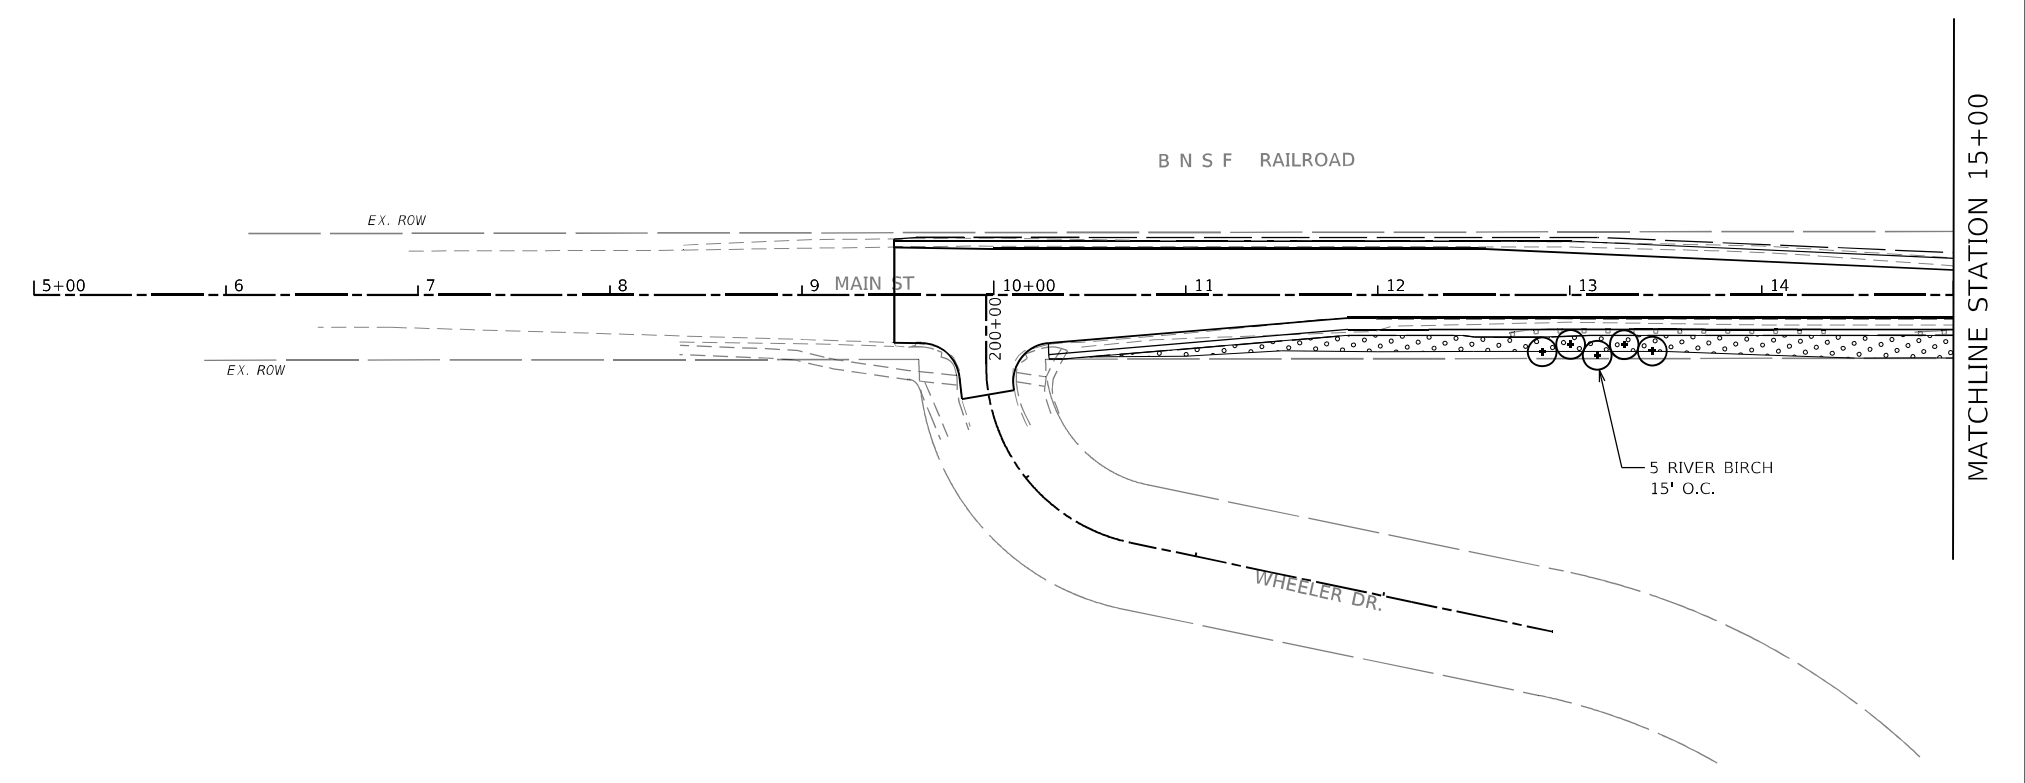 B N S F RAILROAD
EX. ROW
5+00 6 7 8 9 10+00 11 12 13 14
MAIN ST
200+00
EX. ROW
5 RIVER BIRCH
15' O.C.
WHEELER DR.
MATCHLINE STATION 15+00